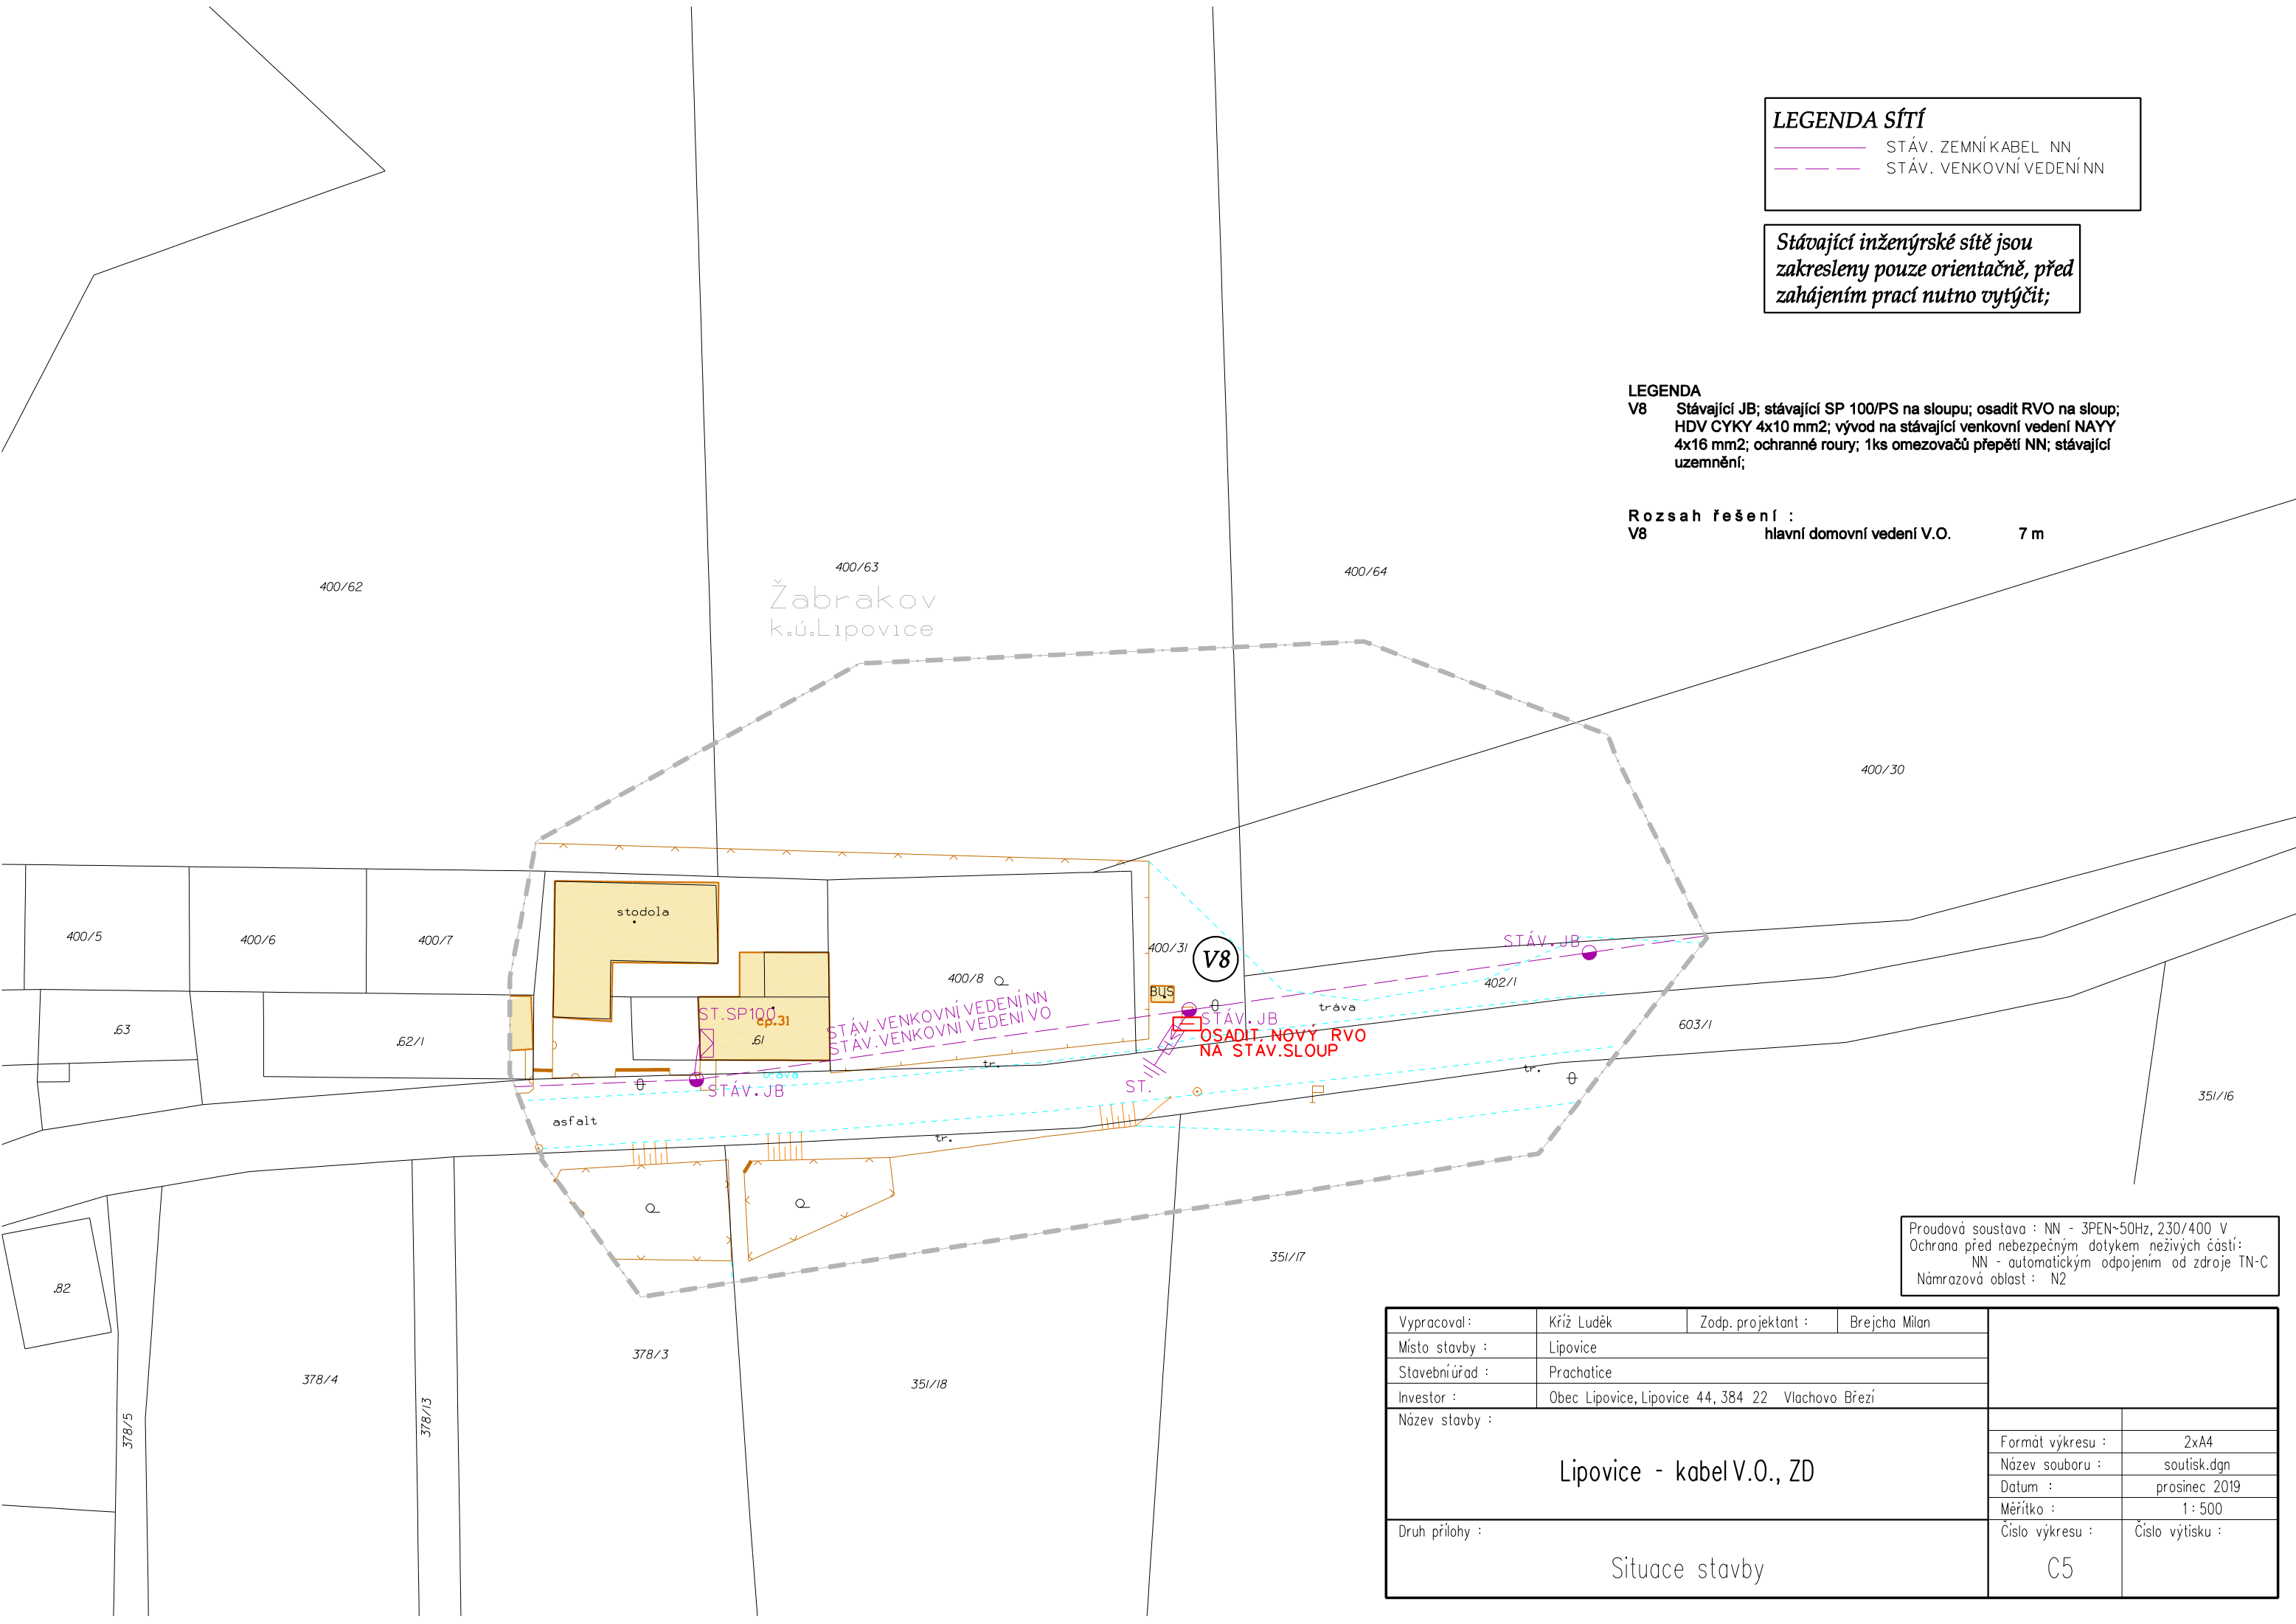 LEGENDA SÍTÍ
STÁV. ZEMNÍ KABEL NN
STÁV. VENKOVNÍ VEDENÍ NN
Stávající inženýrské sítě jsou
zakresleny pouze orientačně, před
zahájením prací nutno vytýčit;
LEGENDA
V8 Stávající JB; stávající SP 100/PS na sloupu; osadit RVO na sloup;
HDV CYKY 4x10 mm2; vývod na stávající venkovní vedení NAYY
4x16 mm2; ochranné roury; 1ks omezovačů přepětí NN; stávající
uzemnění;
Rozsah řešení :
V8 hlavní domovní vedení V.O. 7 m
400/62
400/63
400/64
Žabrakov
k.ú.Lipovice
400/30
400/5
400/6
400/7
stodola
400/8
400/31
V8
STÁV.JB
402/1
BUS
tráva
603/1
.63
.62/1
ST.SP100
čp.31
.61
STÁV.VENKOVNÍ VEDENÍ NN
STÁV.VENKOVNÍ VEDENÍ VO
STÁV.JB
OSADIT. NOVÝ RVO
NA STÁV.SLOUP
tr.
tráva
STÁV.JB
ST.
tr.
asfalt
tr.
351/16
351/17
.82
378/3
378/4
351/18
378/5
378/13
Proudová soustava : NN - 3PEN~50Hz, 230/400 V
Ochrana před nebezpečným dotykem neživých částí:
NN - automatickým odpojením od zdroje TN-C
Námrazová oblast : N2
Vypracoval: Kříž Luděk Zodp. projektant : Brejcha Milan
Místo stavby : Lipovice
Stavební úřad : Prachatice
Investor : Obec Lipovice, Lipovice 44, 384 22 Vlachovo Březí
Název stavby :
Lipovice - kabel V.O., ZD
Formát výkresu : 2xA4
Název souboru : soutisk.dgn
Datum : prosinec 2019
Měřítko : 1 : 500
Druh přílohy :
Situace stavby
Číslo výkresu : Číslo výtisku :
C5